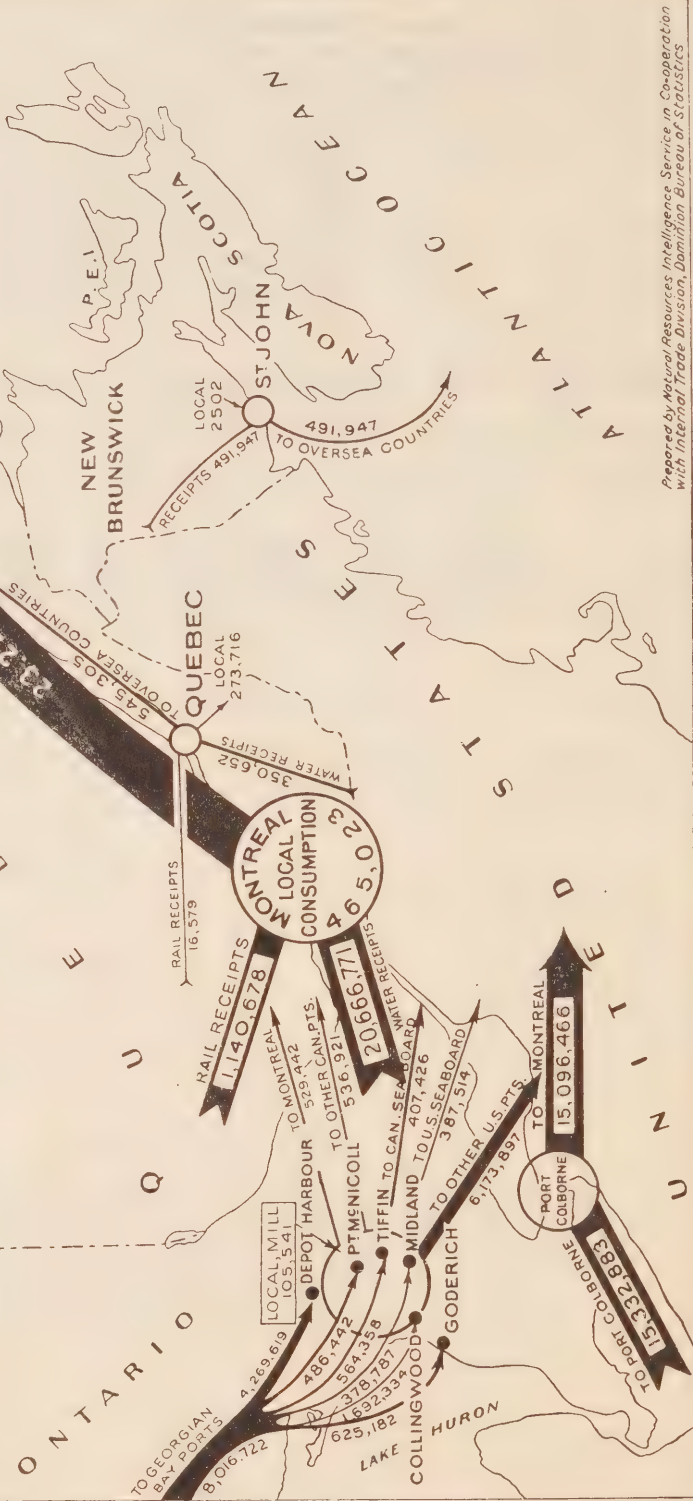 ONTARIO
QUE
UNITED STATES
ATLANTIC OCEAN
NEW
BRUNSWICK
P.E.I
NOVA SCOTIA
LAKE HURON
TO GEORGIAN
BAY PORTS
8,016.722
4,269,619
486,442
564,358
378,787
1,692,334
625,182
LOCAL, MILL
105,541
DEPOT HARBOUR
PT McNICOLL
TIFFIN
MIDLAND
COLLINGWOOD
GODERICH
TO MONTREAL
529,442
TO OTHER CAN. PTS.
536,921
TO CAN. SEABOARD
407,426
TO U.S. SEABOARD
387,514
TO OTHER U.S. PTS.
6,173,897
TO PORT COLBORNE
15,332,883
PORT
COLBORNE
TO MONTREAL
15,096,466
RAIL RECEIPTS
1,140,678
20,666,771
WATER RECEIPTS
MONTREAL
LOCAL
CONSUMPTION
465,023
RAIL RECEIPTS
16,579
QUEBEC
LOCAL
273.716
350,652
WATER RECEIPTS
545,305
TO OVERSEA COUNTRIES
RECEIPTS 491,947
LOCAL
2502
ST JOHN
491,947
TO OVERSEA COUNTRIES
Prepared by Natural Resources Intelligence Service in Co-operation
with Internal Trade Division, Dominion Bureau of Statistics